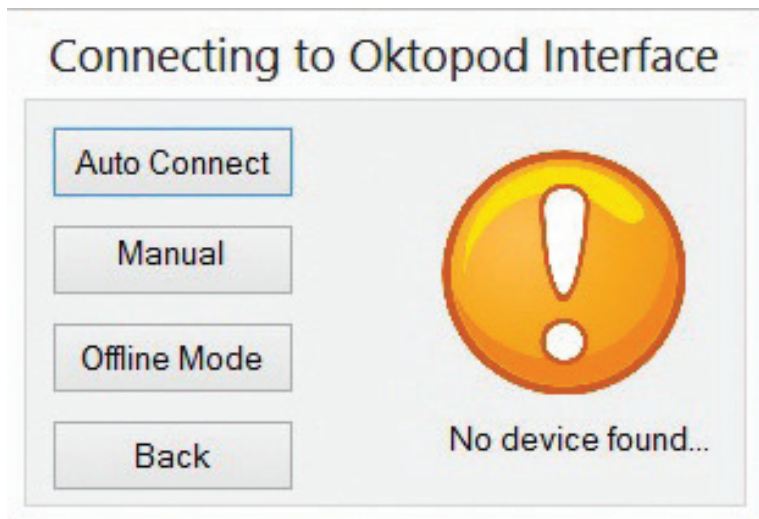 Connecting to Oktopod Interface
Auto Connect
Manual
Offline Mode
Back
No device found...